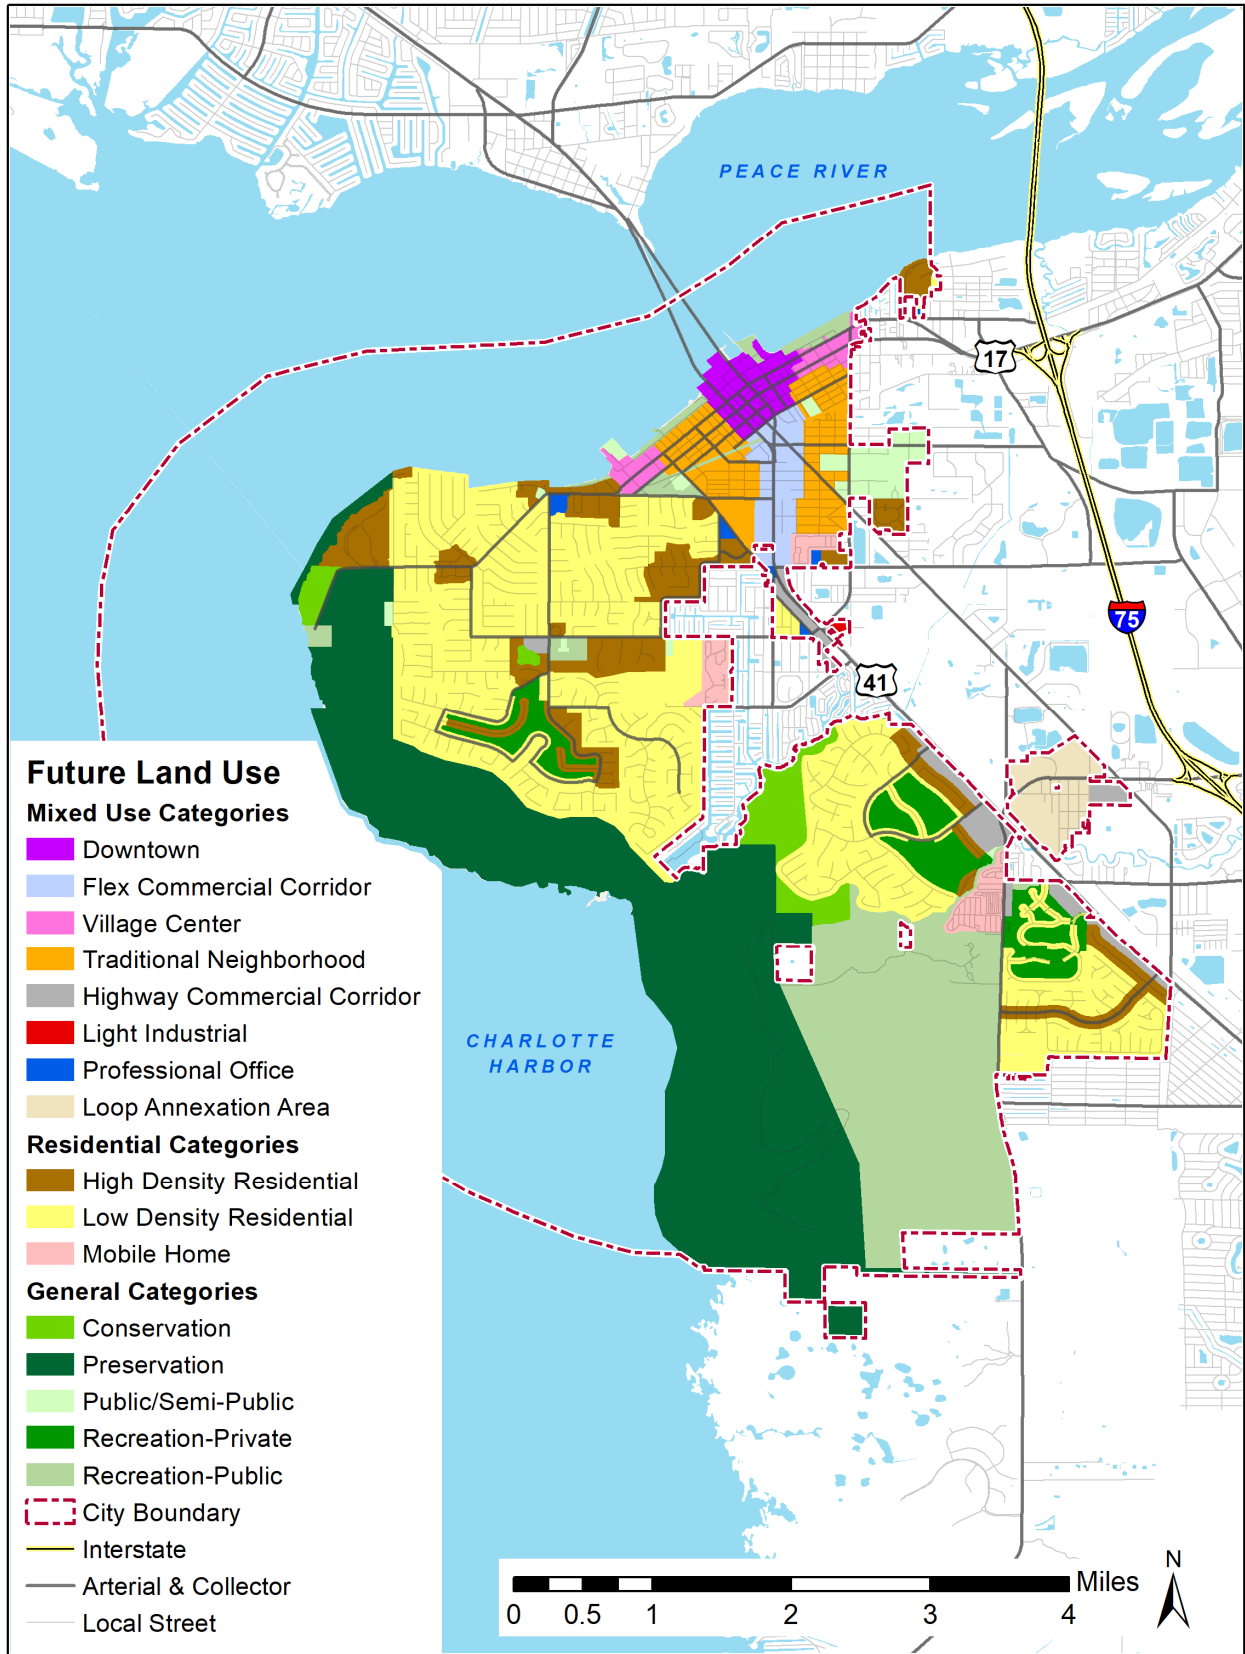 PEACE RIVER
17
75
41
Future Land Use
Mixed Use Categories
Downtown
Flex Commercial Corridor
Village Center
Traditional Neighborhood
Highway Commercial Corridor
Light Industrial
Professional Office
Loop Annexation Area
Residential Categories
High Density Residential
Low Density Residential
Mobile Home
General Categories
Conservation
Preservation
Public/Semi-Public
Recreation-Private
Recreation-Public
City Boundary
Interstate
Arterial & Collector
Local Street
CHARLOTTE
HARBOR
N
Miles
0 0.5 1 2 3 4